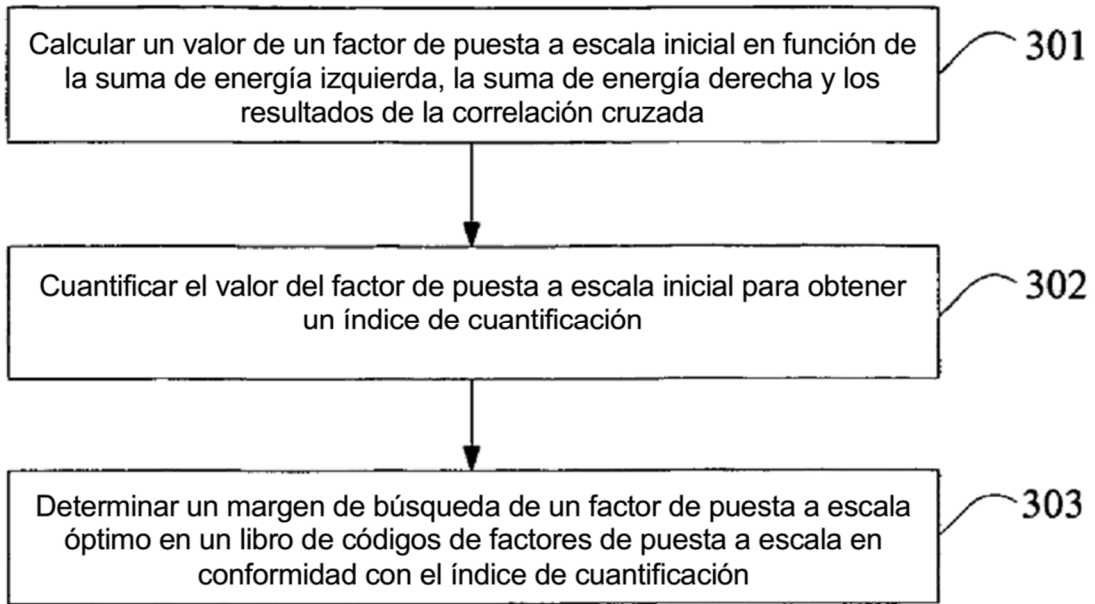 Calcular un valor de un factor de puesta a escala inicial en función de
la suma de energía izquierda, la suma de energía derecha y los
resultados de la correlación cruzada
301
Cuantificar el valor del factor de puesta a escala inicial para obtener
un índice de cuantificación
302
Determinar un margen de búsqueda de un factor de puesta a escala
óptimo en un libro de códigos de factores de puesta a escala en
conformidad con el índice de cuantificación
303